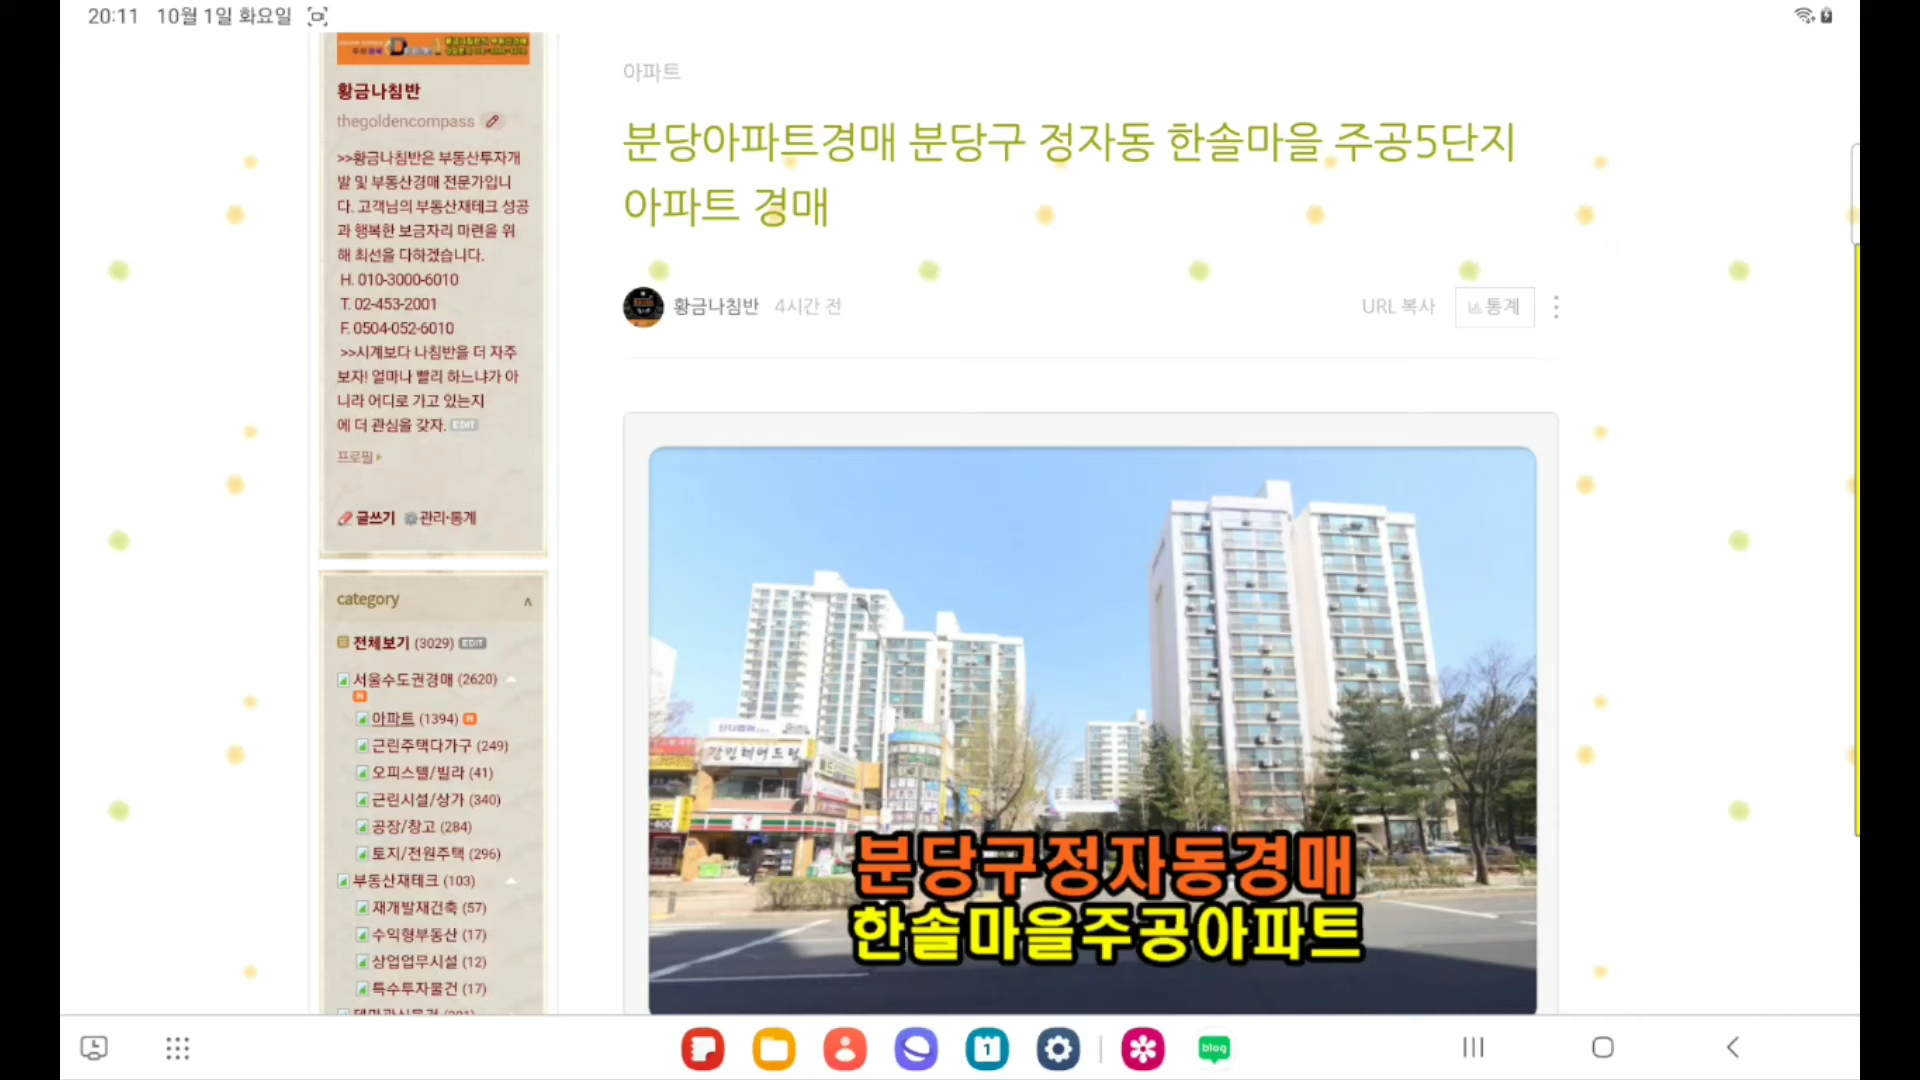 20:11 10월 1일 화요일
황금나침반
thegoldencompass
>>황금나침반은 부동산투자개
발 및 부동산경매 전문가입니
다. 고객님의 부동산재테크 성공
과 행복한 보금자리 마련을 위
해 최선을 다하겠습니다.
H. 010-3000-6010
T. 02-453-2001
F. 0504-052-6010
>>시계보다 나침반을 더 자주
보자! 얼마나 빨리 하느냐가 아
니라 어디로 가고 있는지
에 더 관심을 갖자. EDIT
프로필
글쓰기 관리·통계
category
전체보기 (3029) EDIT
서울수도권경매 (2620)
아파트 (1394)
근린주택다가구 (249)
오피스텔/빌라 (41)
근린시설/상가 (340)
공장/창고 (284)
토지/전원주택 (296)
부동산재테크 (103)
재개발재건축 (57)
수익형부동산 (17)
상업업무시설 (12)
특수투자물건 (17)
아파트
분당아파트경매 분당구 정자동 한솔마을 주공5단지
아파트 경매
황금나침반 4시간 전
URL 복사 통계
분당구정자동경매
한솔마을주공아파트
1
blog